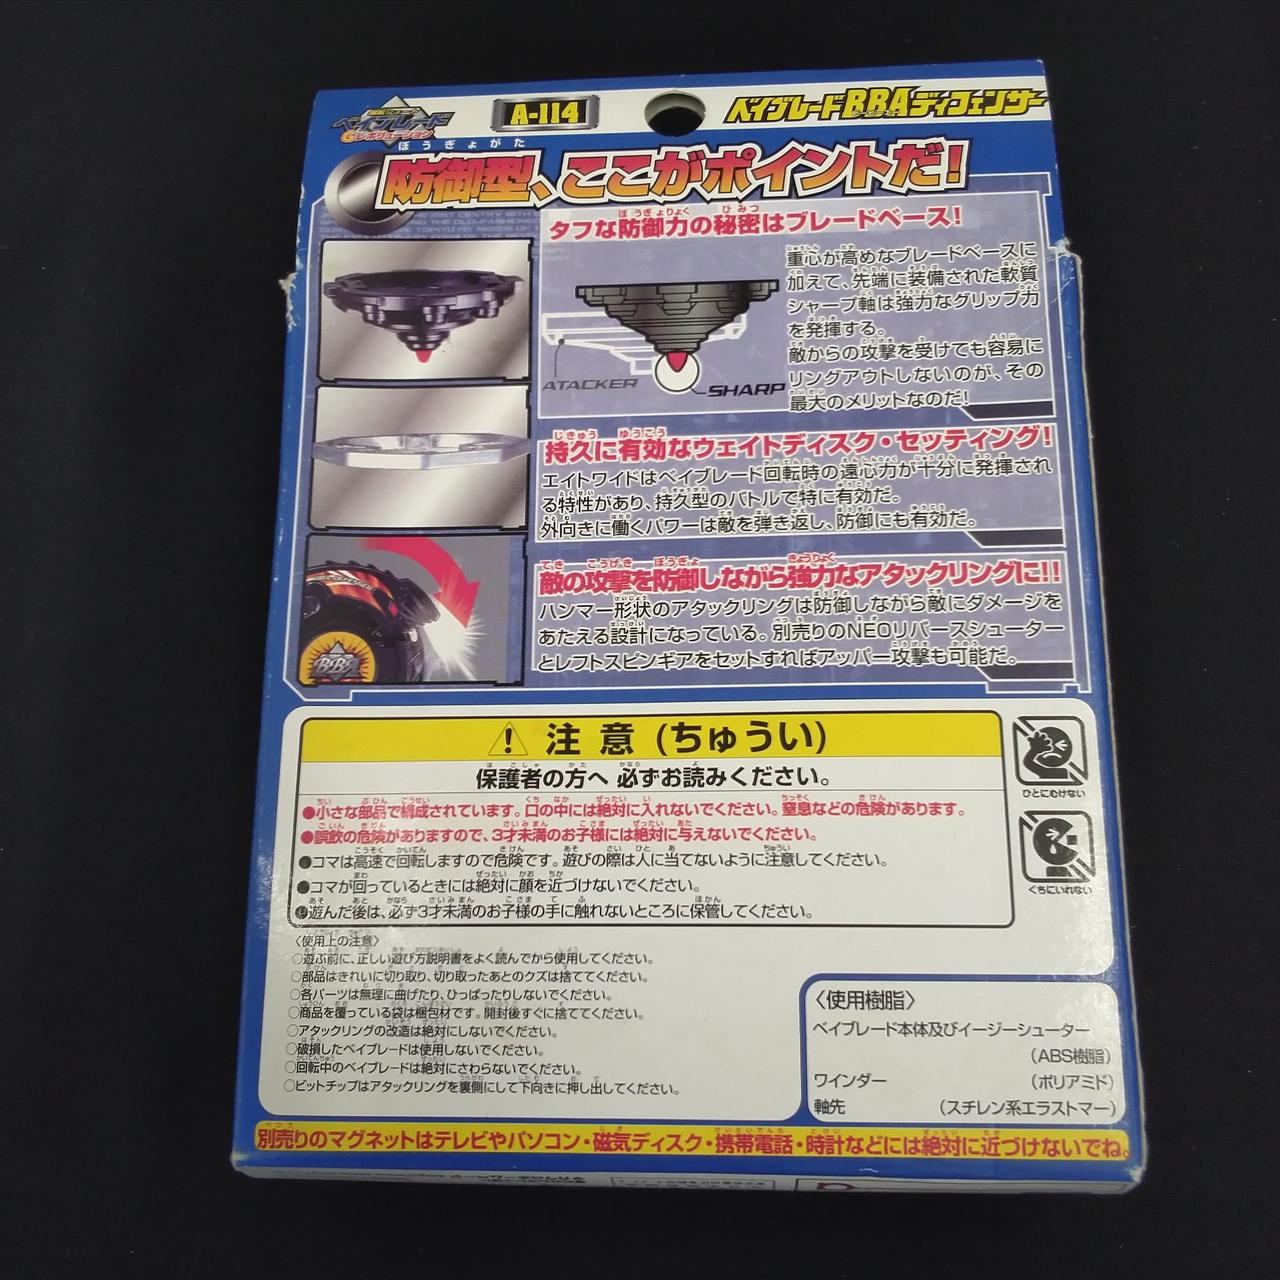 爆転シュート
ベイブレード
Gレボリューション
A-114
ベイブレードBBAディフェンサー
ぼうぎょがた
防御型、ここがポイントだ!
タフな防御力の秘密はブレードベース!
重心が高めなブレードベースに
加えて、先端に装備された軟質
シャープ軸は強力なグリップ力
を発揮する。
敵からの攻撃を受けても容易に
リングアウトしないのが、その
最大のメリットなのだ!
ATACKER
SHARP
持久に有効なウェイトディスク・セッティング!
エイトワイドはベイブレード回転時の遠心力が十分に発揮され
る特性があり、持久型のバトルで特に有効だ。
外向きに働くパワーは敵を弾き返し、防御にも有効だ。
敵の攻撃を防御しながら強力なアタックリングに!!
ハンマー形状のアタックリングは防御しながら敵にダメージを
あたえる設計になっている。別売りのNEOリバースシューター
とレフトスピンギアをセットすればアッパー攻撃も可能だ。
BBA
注意(ちゅうい)
保護者の方へ 必ずお読みください。
●小さな部品で構成されています。口の中には絶対に入れないでください。窒息などの危険があります。
●誤飲の危険がありますので、3才未満のお子様には絶対に与えないでください。
●コマは高速で回転しますので危険です。遊びの際は人に当てないように注意してください。
●コマが回っているときには絶対に顔を近づけないでください。
●遊んだ後は、必ず3才未満のお子様の手に触れないところに保管してください。
ひとにむけない
くちにいれない
〈使用上の注意〉
○遊ぶ前に、正しい遊び方説明書をよく読んでから使用してください。
○部品はきれいに切り取り、切り取ったあとのクズは捨ててください。
○各パーツは無理に曲げたり、ひっぱったりしないでください。
○商品を覆っている袋は梱包材です。開封後すぐに捨ててください。
○アタックリングの改造は絶対にしないでください。
○破損したベイブレードは使用しないでください。
○回転中のベイブレードは絶対にさわらないでください。
○ビットチップはアタックリングを裏側にして下向きに押し出してください。
〈使用樹脂〉
ベイブレード本体及びイージーシューター
(ABS樹脂)
ワインダー (ポリアミド)
軸先 (スチレン系エラストマー)
別売りのマグネットはテレビやパソコン・磁気ディスク・携帯電話・時計などには絶対に近づけないでね。